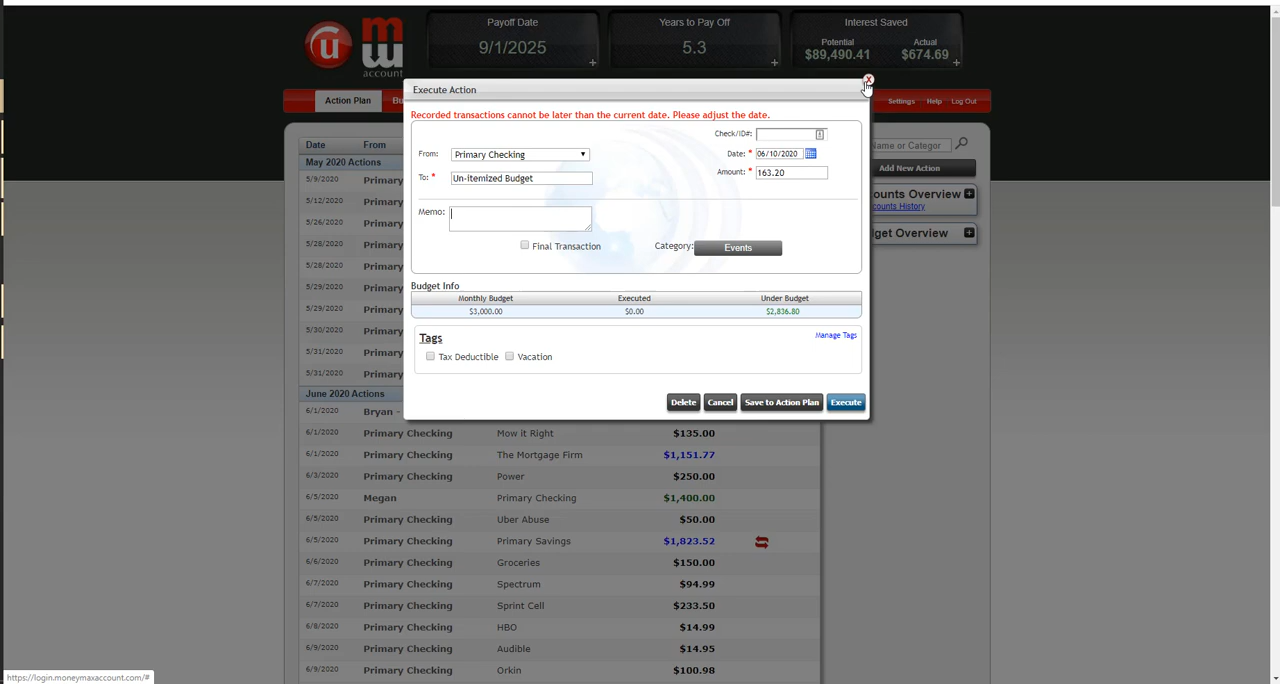 Payoff Date
9/1/2025
+
Years to Pay Off
5.3
+
Interest Saved
Potential
$89,490.41
Actual
$674.69
+
u
mw
account
Action Plan
Bu
Settings
Help
Log Out
Execute Action
X
Recorded transactions cannot be later than the current date. Please adjust the date.
Check/ID#:
From:
Primary Checking
Date: *
06/10/2020
To: *
Un-itemized Budget
Amount: *
163.20
Memo:
Final Transaction
Category:
Events
Budget Info
Monthly Budget
Executed
Under Budget
$3,000.00
$0.00
$2,836.80
Tags
Manage Tags
Tax Deductible
Vacation
Delete
Cancel
Save to Action Plan
Execute
Name or Categor
Add New Action
ounts Overview
counts History
get Overview
Date
From
May 2020 Actions
5/9/2020 Primary
5/12/2020 Primary
5/26/2020 Primary
5/28/2020 Primary
5/28/2020 Primary
5/29/2020 Primary
5/29/2020 Primary
5/30/2020 Primary
5/31/2020 Primary
5/31/2020 Primary
June 2020 Actions
6/1/2020 Bryan -
6/1/2020 Primary Checking Mow it Right $135.00
6/1/2020 Primary Checking The Mortgage Firm $1,151.77
6/3/2020 Primary Checking Power $250.00
6/5/2020 Megan Primary Checking $1,400.00
6/5/2020 Primary Checking Uber Abuse $50.00
6/5/2020 Primary Checking Primary Savings $1,823.52
6/6/2020 Primary Checking Groceries $150.00
6/7/2020 Primary Checking Spectrum $94.99
6/7/2020 Primary Checking Sprint Cell $233.50
6/8/2020 Primary Checking HBO $14.99
6/9/2020 Primary Checking Audible $14.95
6/9/2020 Primary Checking Orkin $100.98
https://login.moneymaxaccount.com/#